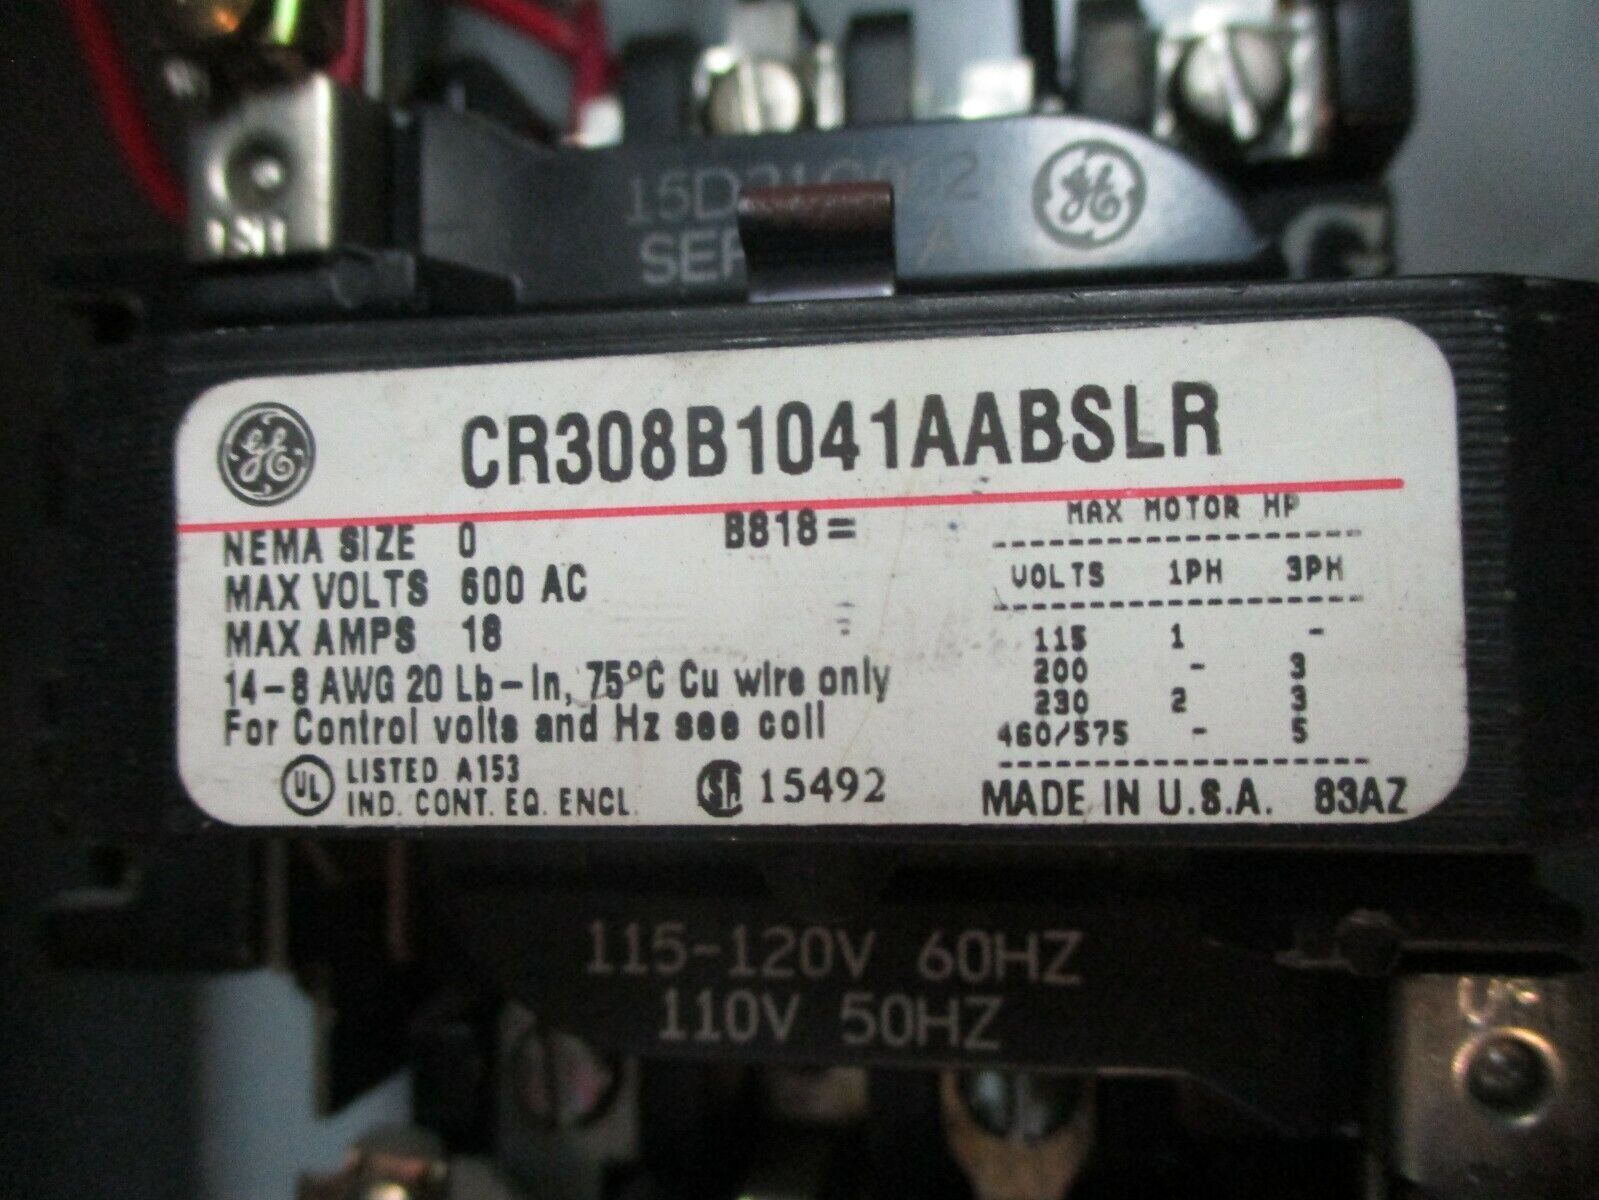 SER A
CR308B1041AABSLR
NEMA SIZE 0 B818=
MAX VOLTS 600 AC
MAX AMPS 18
14-8 AWG 20 Lb-In, 75°C Cu wire only
For Control volts and Hz see coil
UL LISTED A153
IND. CONT. EQ. ENCL.
SA 15492
MAX MOTOR HP
VOLTS 1PH 3PH
115 1 -
200 - 3
230 2 3
460/575 - 5
MADE IN U.S.A. 83AZ
115-120V 60HZ
110V 50HZ